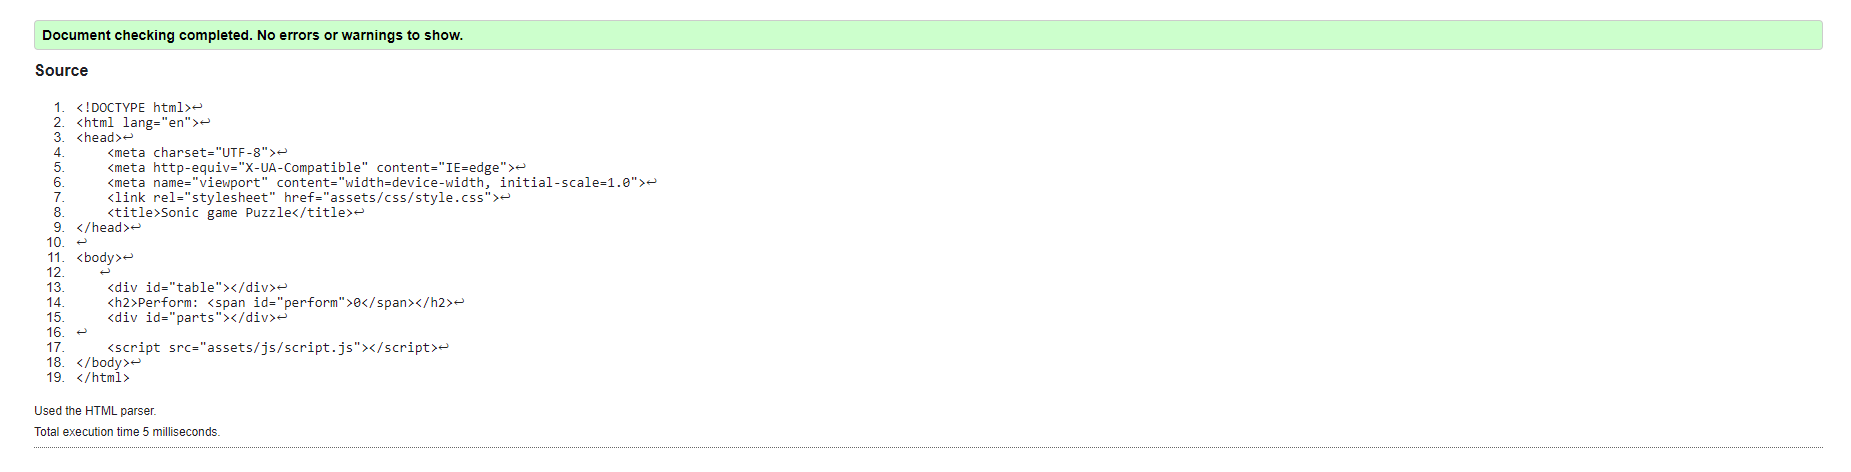 Document checking completed. No errors or warnings to show.
Source
1. <!DOCTYPE html>↩
2. <html lang="en">↩
3. <head>↩
4.     <meta charset="UTF-8">↩
5.     <meta http-equiv="X-UA-Compatible" content="IE=edge">↩
6.     <meta name="viewport" content="width=device-width, initial-scale=1.0">↩
7.     <link rel="stylesheet" href="assets/css/style.css">↩
8.     <title>Sonic game Puzzle</title>↩
9. </head>↩
10. ↩
11. <body>↩
12.    ↩
13.     <div id="table"></div>↩
14.     <h2>Perform: <span id="perform">0</span></h2>↩
15.     <div id="parts"></div>↩
16. ↩
17.     <script src="assets/js/script.js"></script>↩
18. </body>↩
19. </html>
Used the HTML parser.
Total execution time 5 milliseconds.